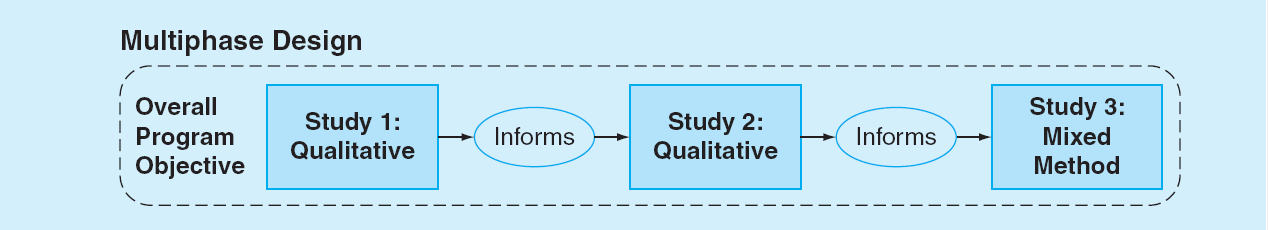 Multiphase Design
Overall
Program
Objective
Study 1:
Qualitative
Informs
Study 2:
Qualitative
Informs
Study 3:
Mixed
Method